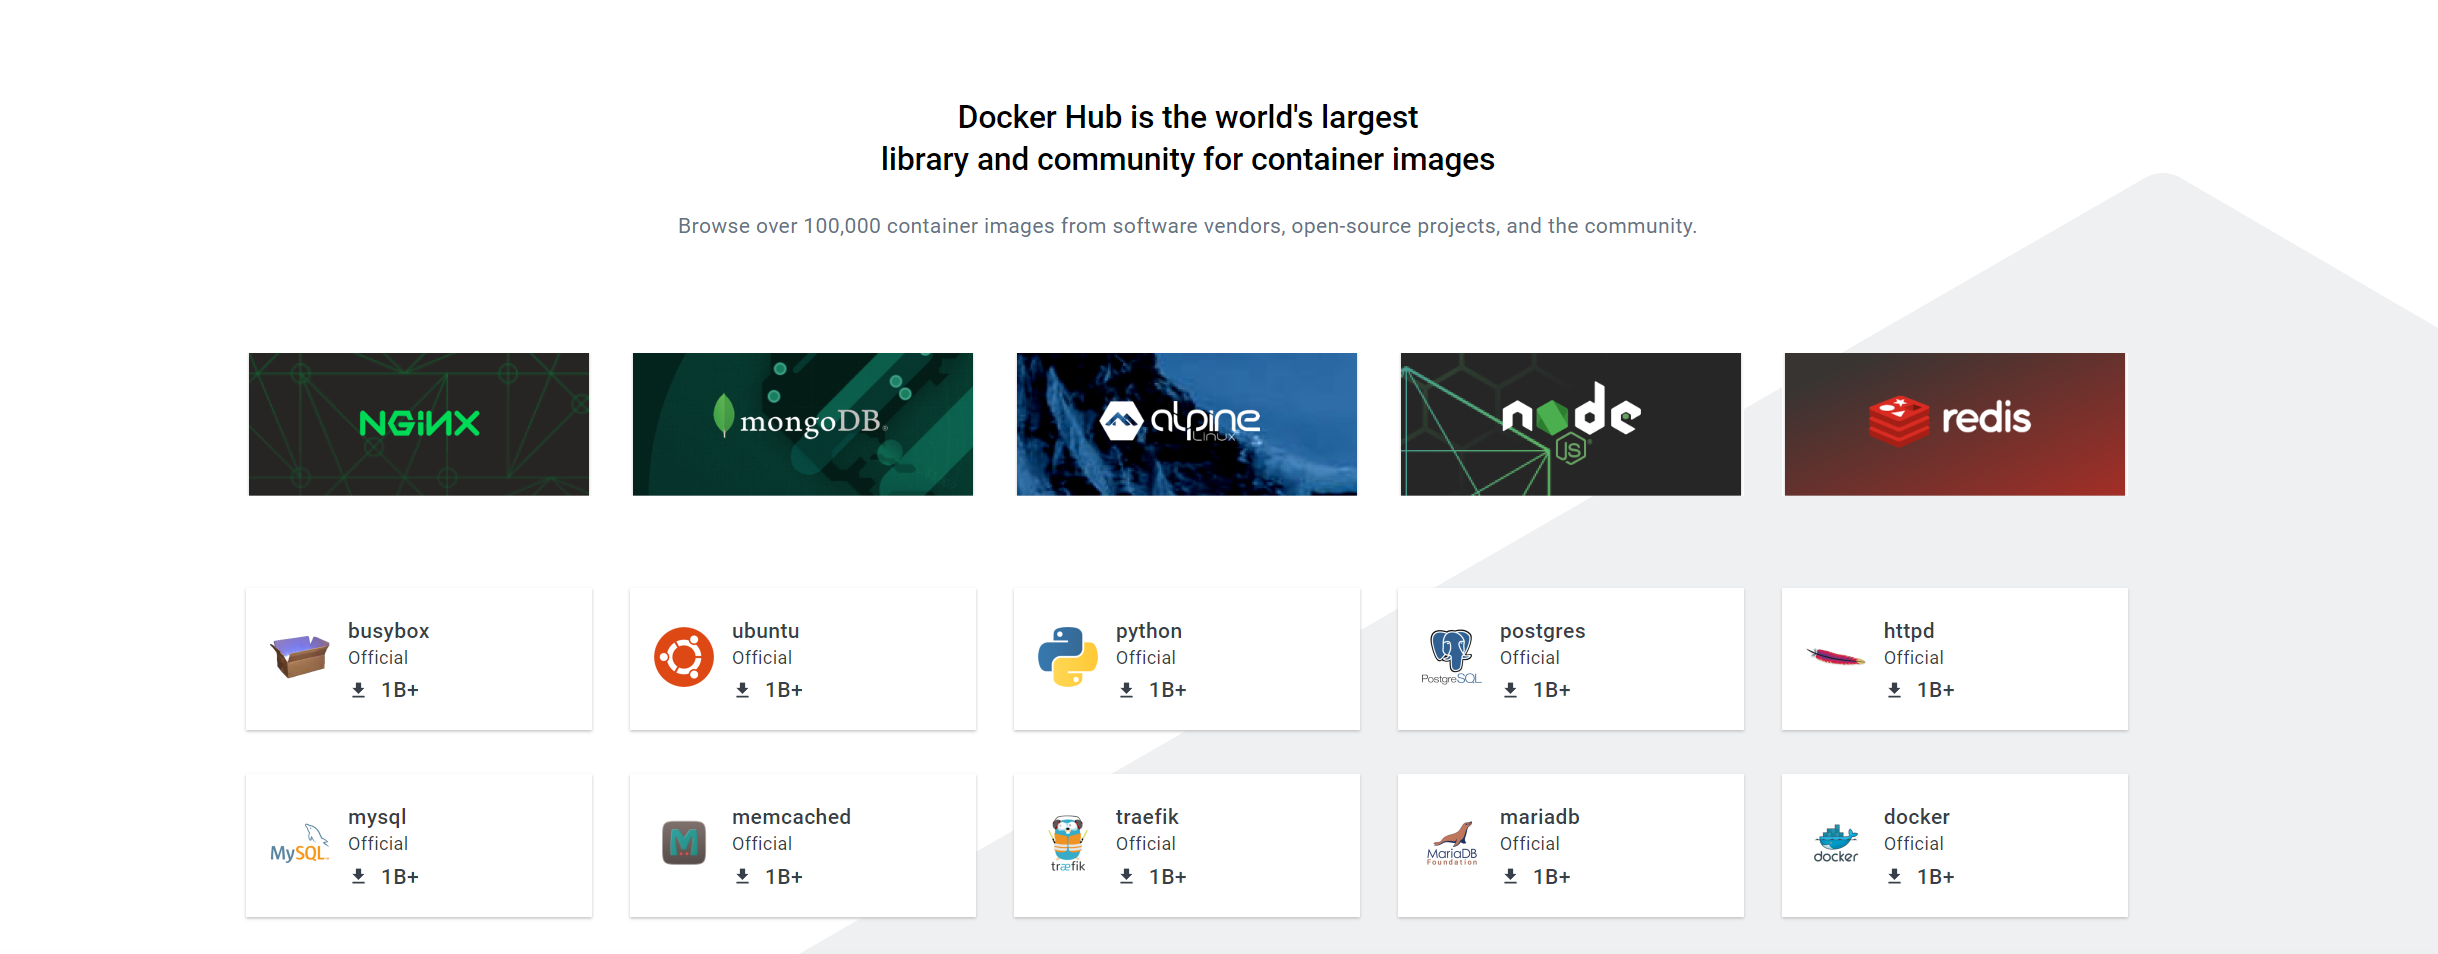 Docker Hub is the world's largest
library and community for container images
Browse over 100,000 container images from software vendors, open-source projects, and the community.
NGiNX
mongoDB®
alpine
Linux
node
JS
redis
busybox
Official
1B+
ubuntu
Official
1B+
python
Official
1B+
PostgreSQL
postgres
Official
1B+
httpd
Official
1B+
MySQL
mysql
Official
1B+
M
memcached
Official
1B+
træfik
traefik
Official
1B+
MariaDB
Foundation
mariadb
Official
1B+
docker
docker
Official
1B+